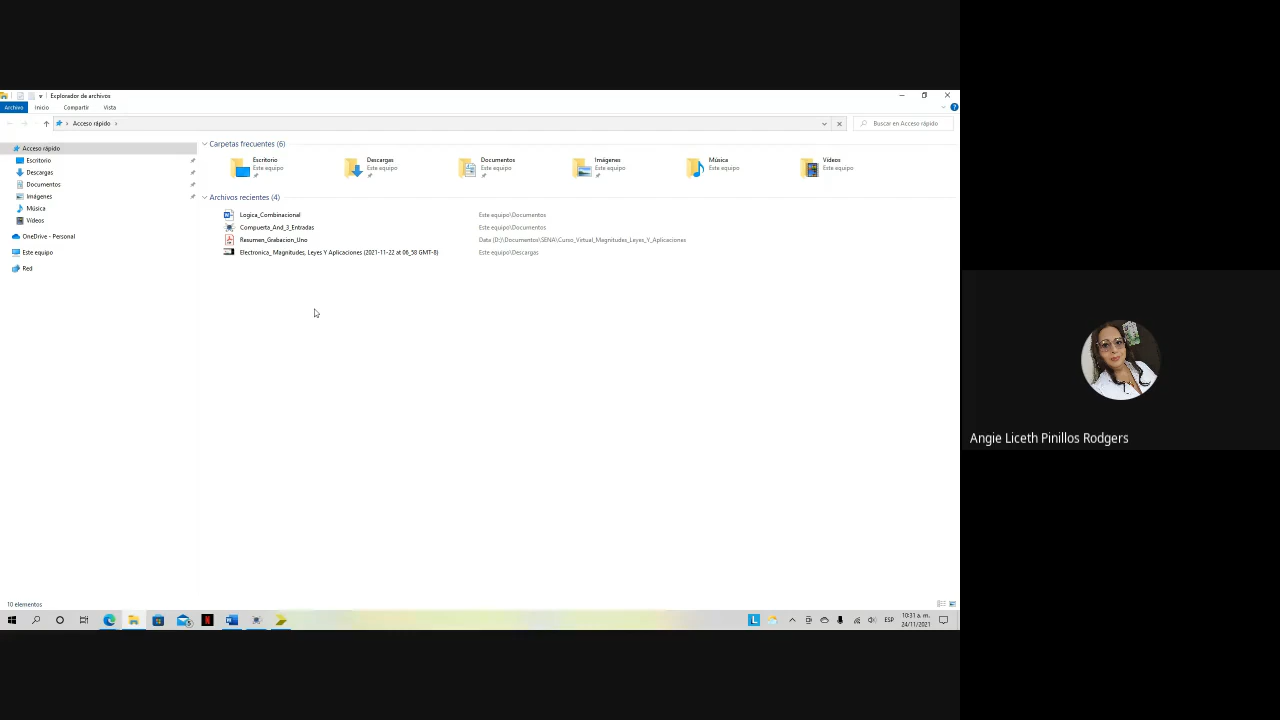 Explorador de archivos
Archivo Inicio Compartir Vista
Acceso rápido
Buscar en Acceso rápido
Acceso rápido
Escritorio
Descargas
Documentos
Imágenes
Música
Vídeos
OneDrive - Personal
Este equipo
Red
Carpetas frecuentes (6)
Escritorio
Este equipo
Descargas
Este equipo
Documentos
Este equipo
Imágenes
Este equipo
Música
Este equipo
Vídeos
Este equipo
Archivos recientes (4)
Logica_Combinacional Este equipo\Documentos
Compuerta_And_3_Entradas Este equipo\Documentos
Resumen_Grabacion_Uno Data (D:)\Documentos\SENA\Curso_Virtual_Magnitudes_Leyes_Y_Aplicaciones
Electronica_ Magnitudes, Leyes Y Aplicaciones (2021-11-22 at 06_58 GMT-8) Este equipo\Descargas
10 elementos
ESP
10:31 a. m.
24/11/2021
Angie Liceth Pinillos Rodgers